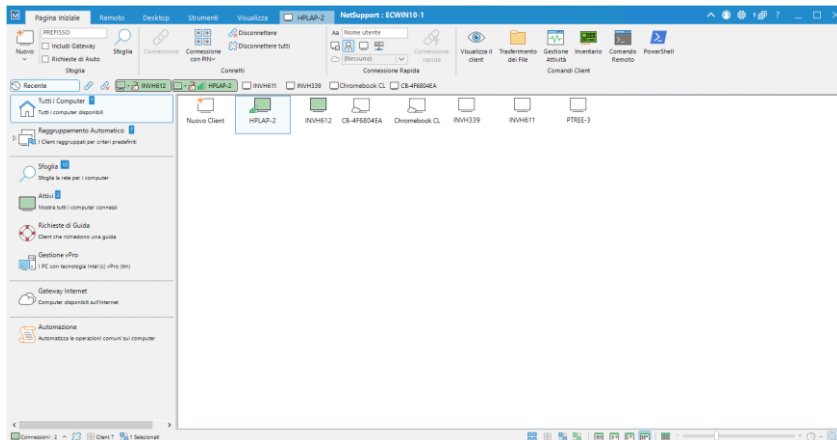 Pagina Iniziale Remoto Desktop Strumenti Visualizza HPLAP-2 NetSupport : ECWIN10-1
Nuovo
PREFISSO
Includi Gateway
Richieste di Aiuto
Sfoglia
Sfoglia
Connessione
Connessione con PIN
Disconnettere
Disconnettere tutti
Connetti
Aa Nome utente
(Nessuno)
Connessione rapida
Connessione Rapida
Visualizza il client
Trasferimento dei File
Gestione Attività
Inventario
Comando Remoto
PowerShell
Comandi Client
Recente INVH612 HPLAP-2 INVH611 INVH339 Chromebook CL CB-4F6804EA
Tutti i Computer
Tutti i computer disponibili
Raggruppamento Automatico
I Client raggruppati per criteri predefiniti
Sfoglia 10
Sfoglia la rete per i computer
Attivi 2
Mostra tutti i computer connessi
Richieste di Guida
Client che richiedono una guida
Gestione vPro
I PC con tecnologia Intel (c) vPro (tm)
Gateway Internet
Computer disponibili sull'Internet
Automazione
Automatizza le operazioni comuni sul computer
Nuovo Client HPLAP-2 INVH612 CB-4F6804EA Chromebook CL INVH339 INVH611 PTREE-3
Connessioni: 2 Client 7 1 Selezionati